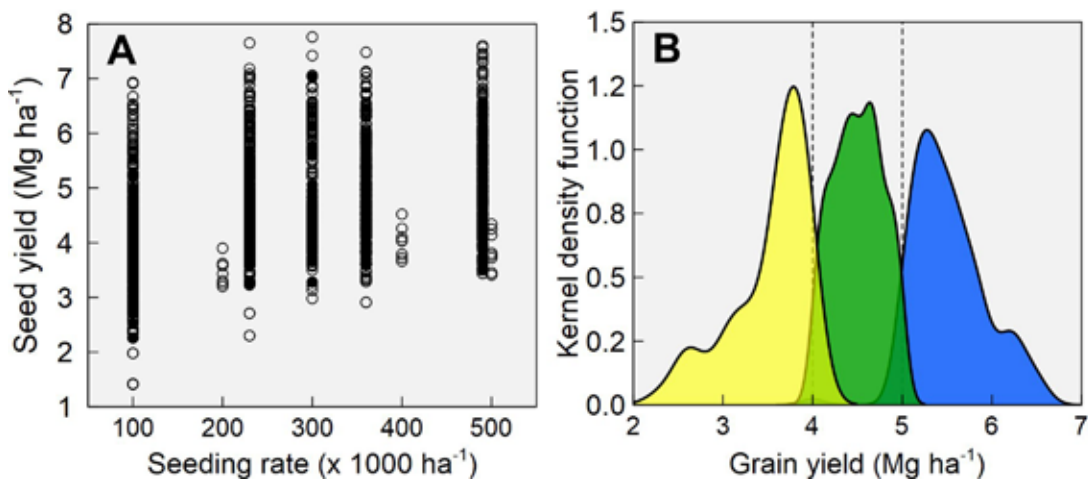 A
8
7
6
5
4
3
2
1
Seed yield (Mg ha⁻¹)
100 200 300 400 500
Seeding rate (x 1000 ha⁻¹)
B
1.5
1.2
1.0
0.8
0.5
0.2
0.0
Kernel density function
2 3 4 5 6 7
Grain yield (Mg ha⁻¹)